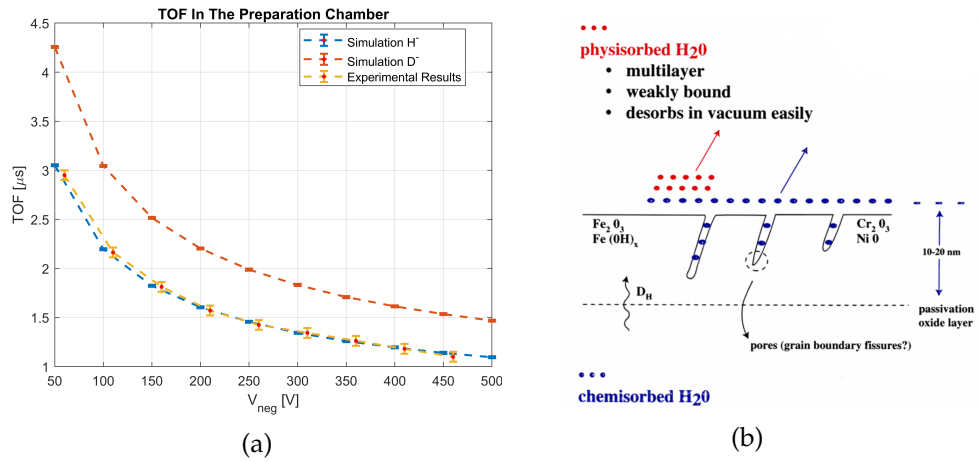 TOF In The Preparation Chamber
4.5
4
3.5
3
2.5
2
1.5
1
TOF [μs]
50 100 150 200 250 300 350 400 450 500
V_neg [V]
Simulation H⁻
Simulation D⁻
Experimental Results
(a)
physisorbed H20
• multilayer
• weakly bound
• desorbs in vacuum easily
Fe₂ 0₃
Fe (0H)ₓ
Cr₂ 0₃
Ni 0
10-20 nm
D_H
passivation
oxide layer
pores (grain boundary fissures?)
chemisorbed H20
(b)